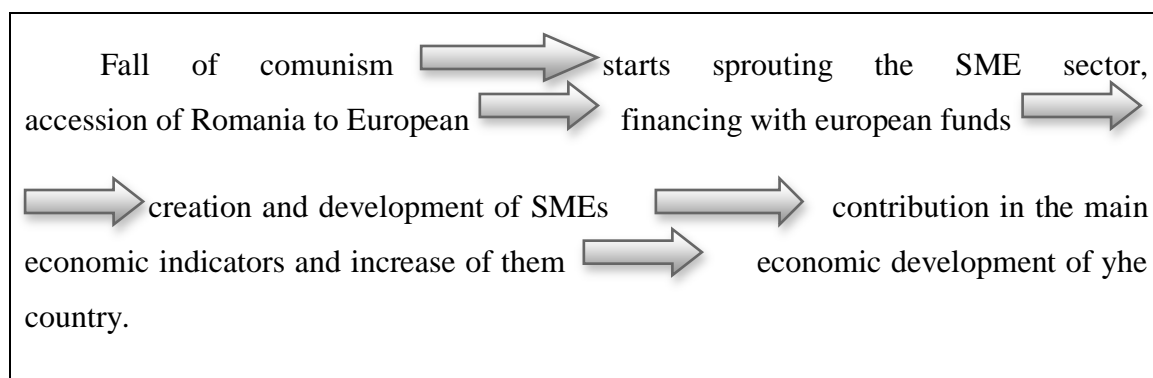 Fall of comunism starts sprouting the SME sector,
accession of Romania to European financing with european funds
creation and development of SMEs contribution in the main
economic indicators and increase of them economic development of yhe
country.